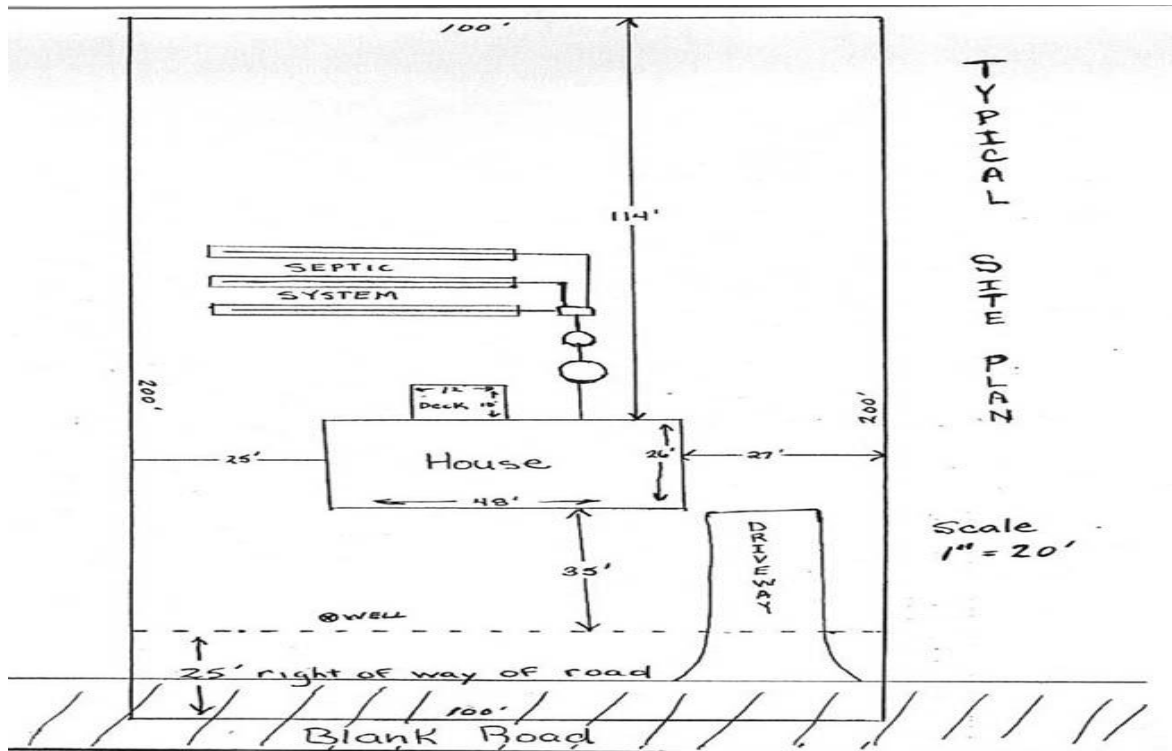 100'
TYPICAL SITE PLAN
114'
SEPTIC
SYSTEM
200'
200'
12
Deck 10'
House
26'
25'
27'
48'
Scale
1" = 20'
DRIVEWAY
35'
WELL
25' right of way of road
100'
Blank Road